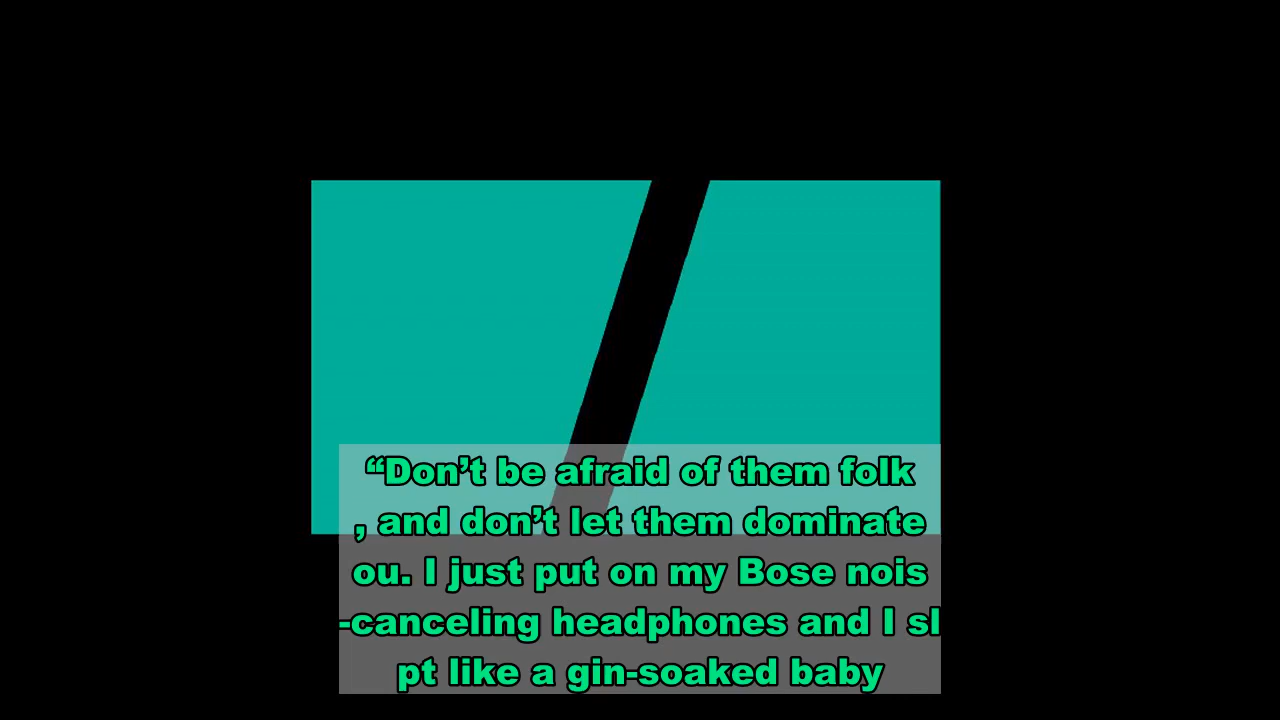 “Don’t be afraid of them folk
, and don’t let them dominate
ou. I just put on my Bose nois
-canceling headphones and I sl
pt like a gin-soaked baby